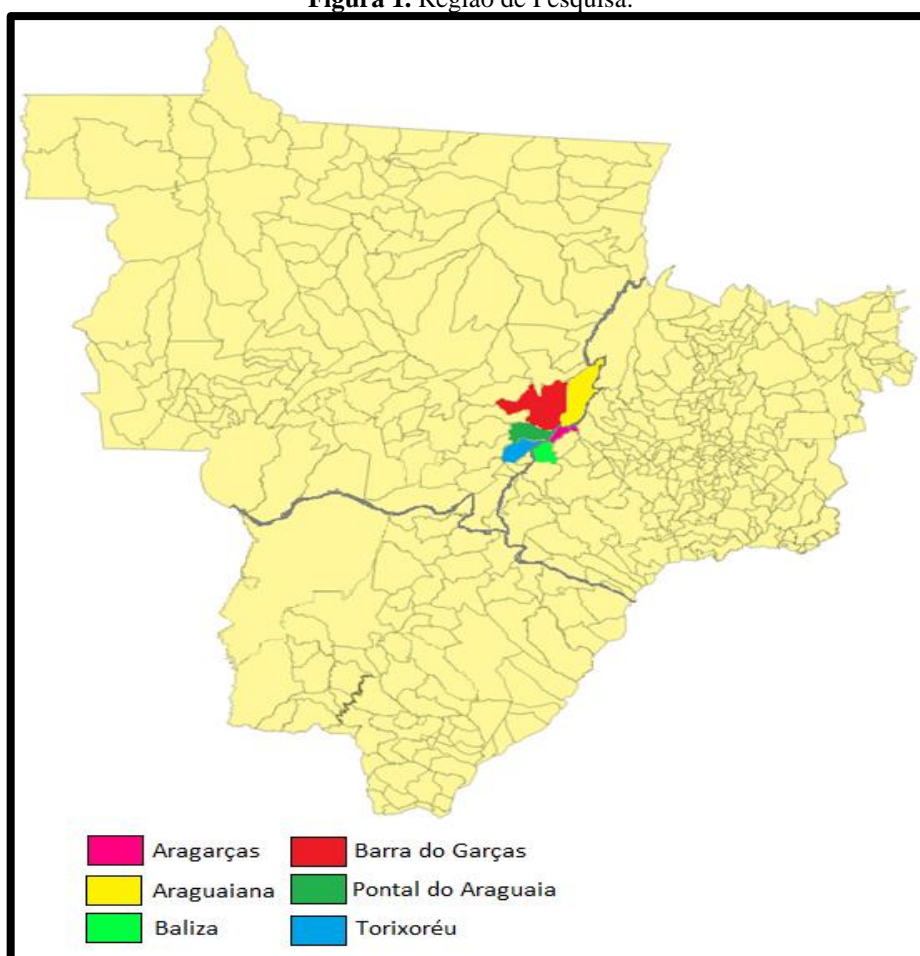 Figura 1. Região de Pesquisa.
Aragarças
Barra do Garças
Araguaiana
Pontal do Araguaia
Baliza
Torixoréu